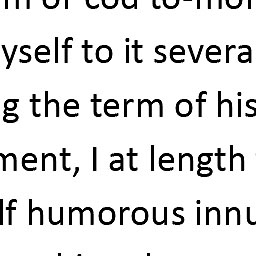 of cod to-mor
yself to it severa
g the term of his
ment, I at length
lf humorous innu